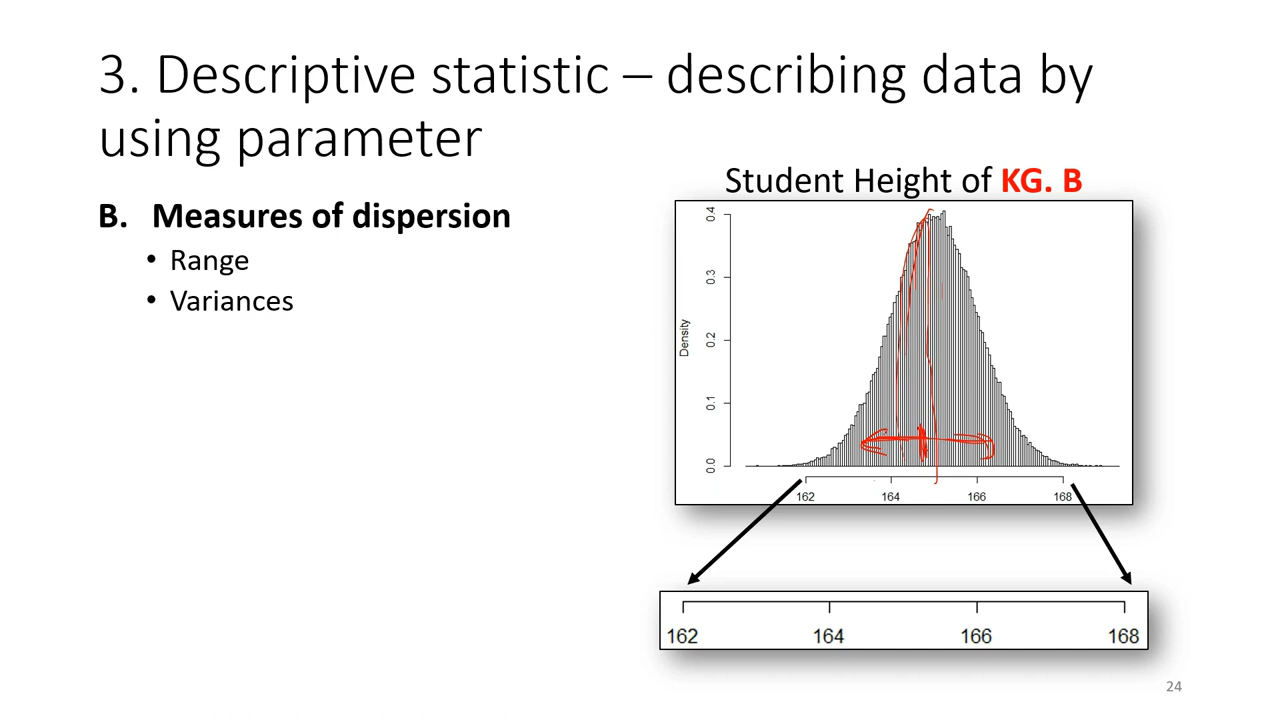 3. Descriptive statistic – describing data by
using parameter
B. Measures of dispersion
• Range
• Variances
Student Height of KG. B
Density
0.4
0.3
0.2
0.1
0.0
162 164 166 168
162 164 166 168
24